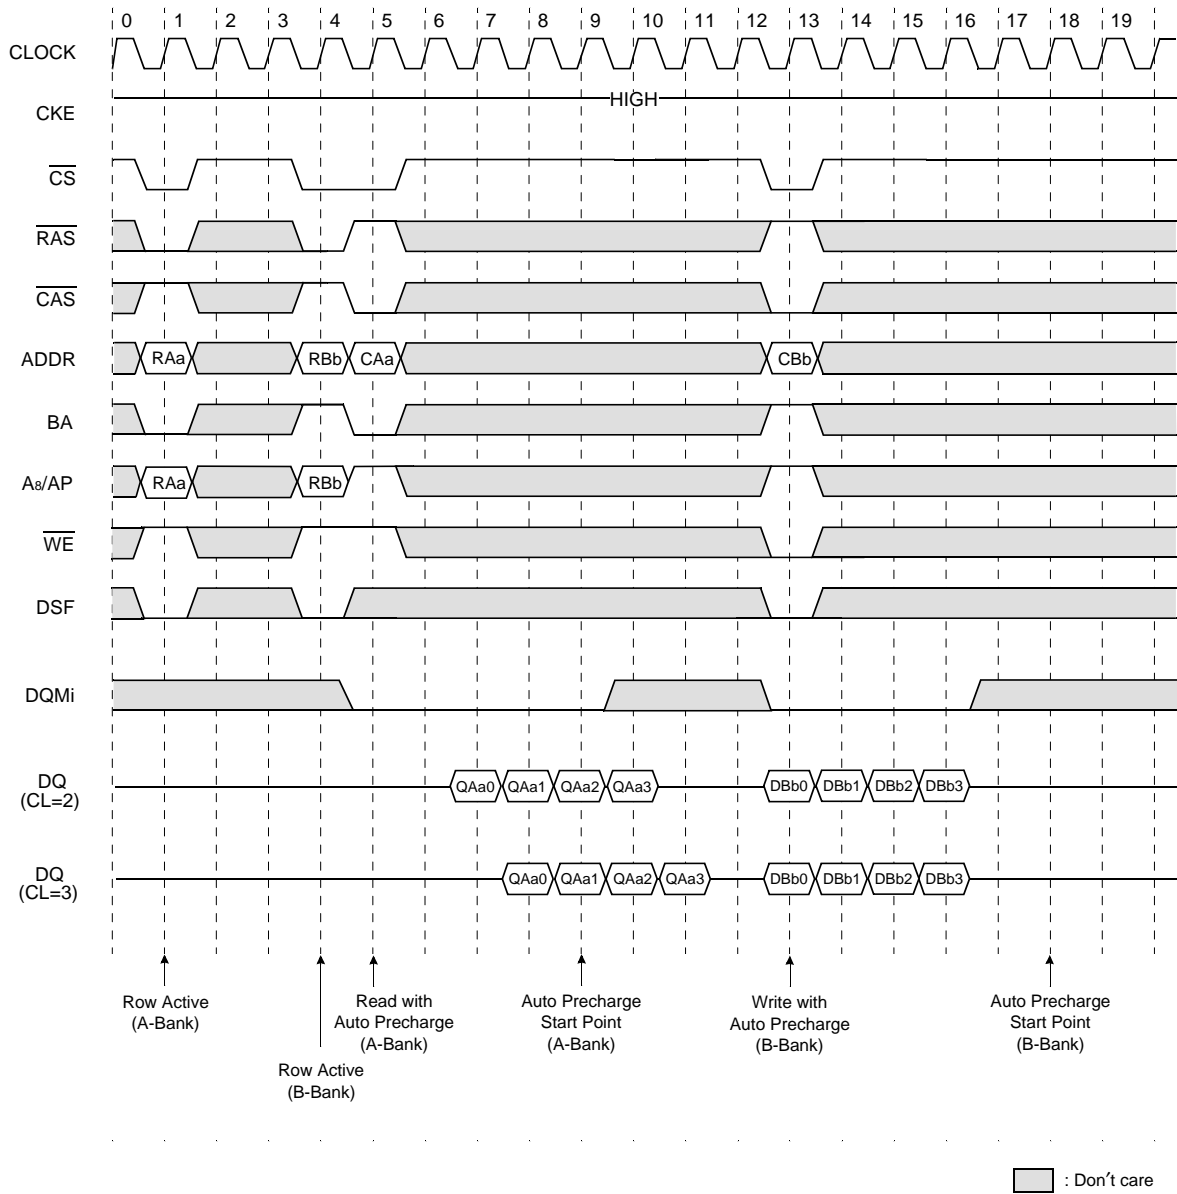 0 1 2 3 4 5 6 7 8 9 10 11 12 13 14 15 16 17 18 19
CLOCK
CKE HIGH
CS
RAS
CAS
ADDR RAa RBb CAa CBb
BA
A8/AP RAa RBb
WE
DSF
DQMi
DQ
(CL=2) QAa0 QAa1 QAa2 QAa3 DBb0 DBb1 DBb2 DBb3
DQ
(CL=3) QAa0 QAa1 QAa2 QAa3 DBb0 DBb1 DBb2 DBb3
Row Active
(A-Bank)
Row Active
(B-Bank)
Read with
Auto Precharge
(A-Bank)
Auto Precharge
Start Point
(A-Bank)
Write with
Auto Precharge
(B-Bank)
Auto Precharge
Start Point
(B-Bank)
: Don′t care